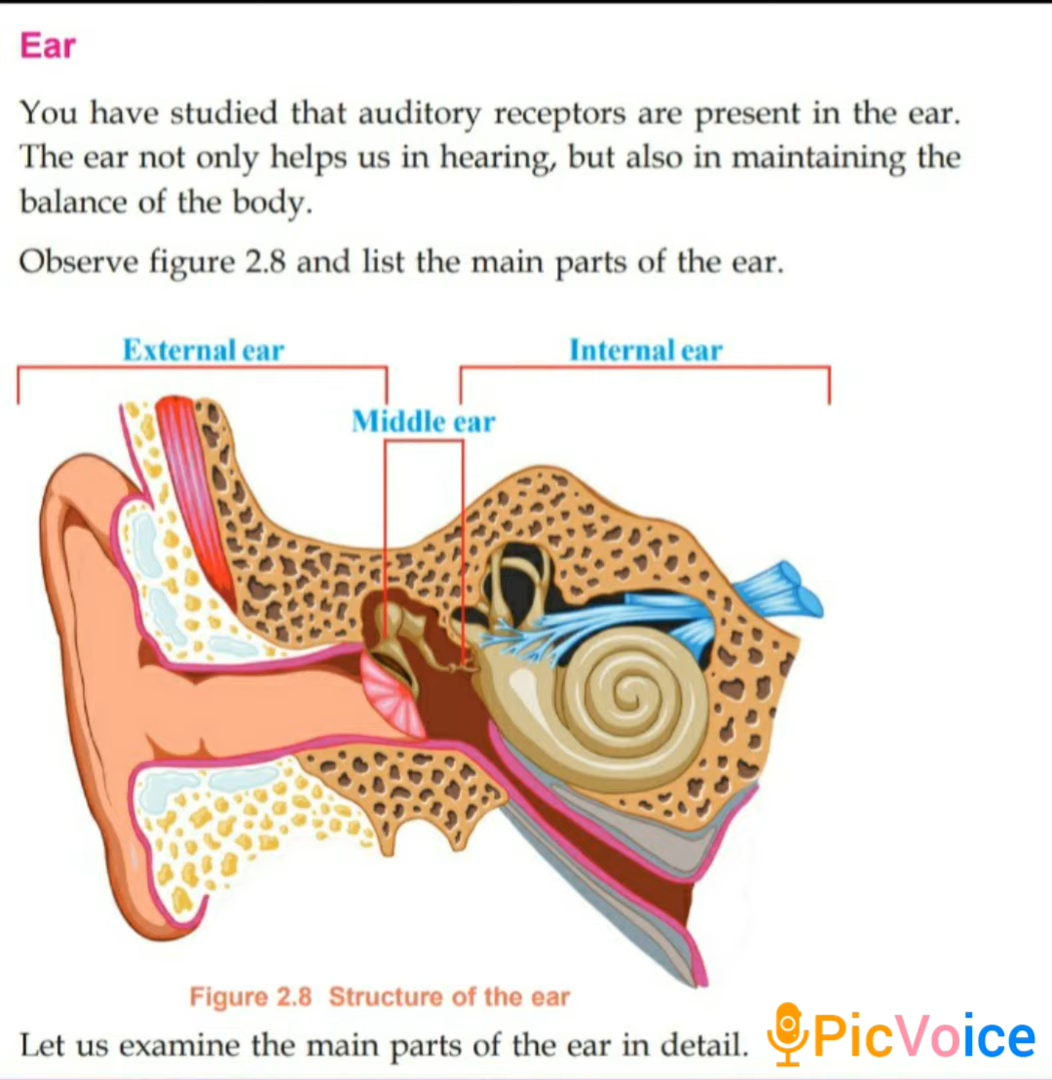 Ear
You have studied that auditory receptors are present in the ear.
The ear not only helps us in hearing, but also in maintaining the
balance of the body.
Observe figure 2.8 and list the main parts of the ear.
External ear
Internal ear
Middle ear
Figure 2.8 Structure of the ear
Let us examine the main parts of the ear in detail.
PicVoice